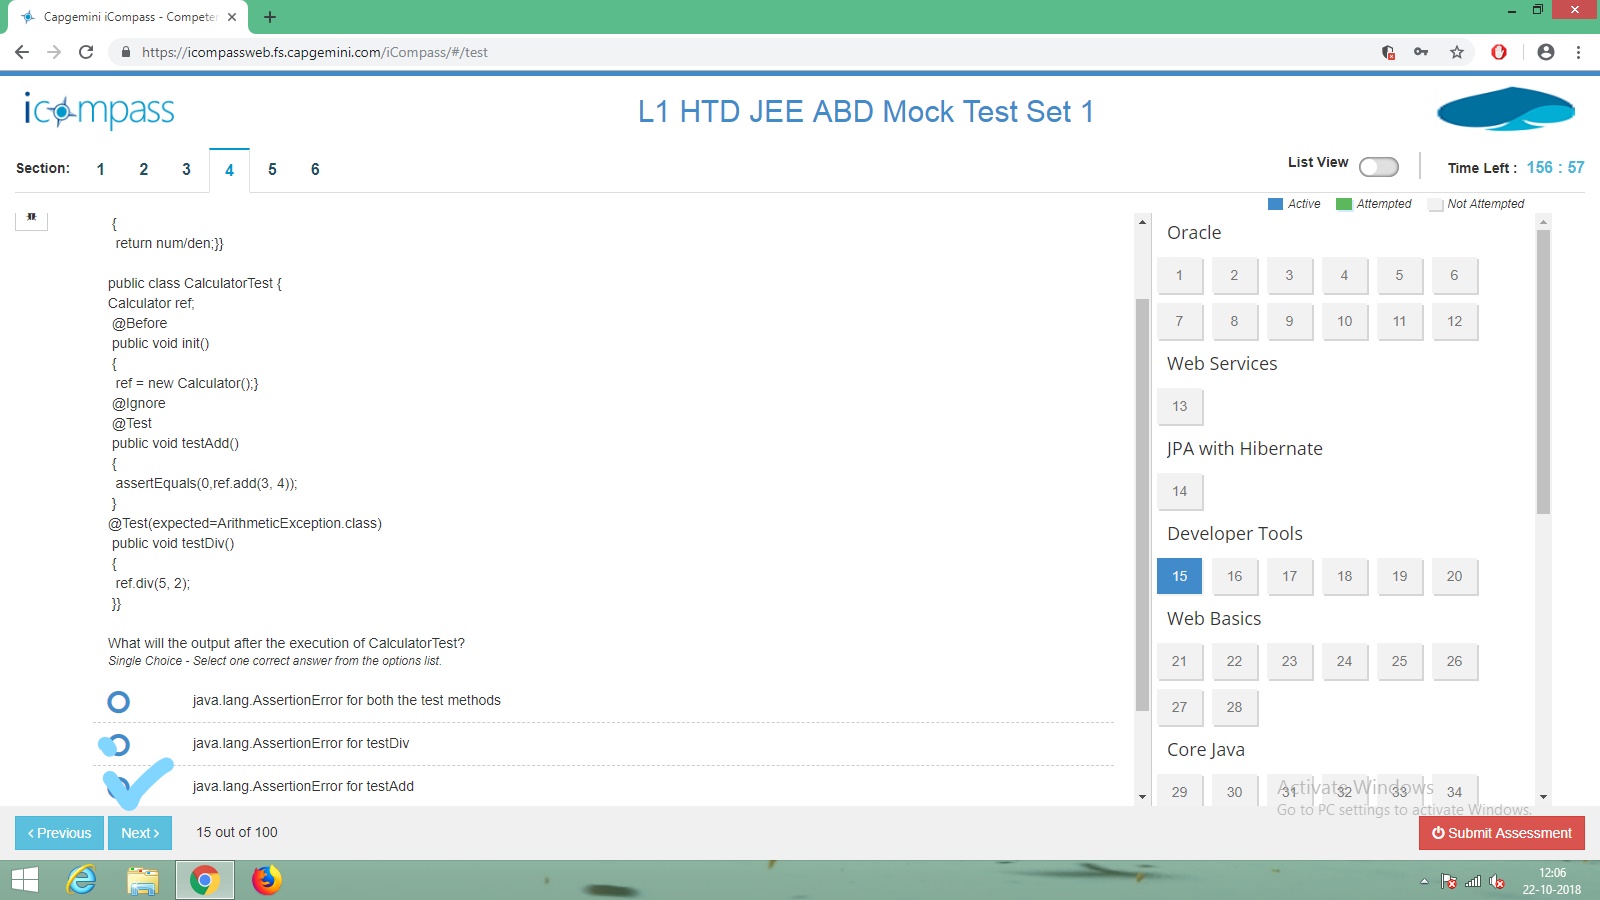 Capgemini iCompass - Competen
https://icompassweb.fs.capgemini.com/iCompass/#/test
icompass
L1 HTD JEE ABD Mock Test Set 1
Section: 1 2 3 4 5 6
List View
Time Left : 156 : 57
Active Attempted Not Attempted
{
return num/den;}}
public class CalculatorTest {
Calculator ref;
@Before
public void init()
{
ref = new Calculator();}
@Ignore
@Test
public void testAdd()
{
assertEquals(0,ref.add(3, 4));
}
@Test(expected=ArithmeticException.class)
public void testDiv()
{
ref.div(5, 2);
}}
What will the output after the execution of CalculatorTest?
Single Choice - Select one correct answer from the options list.
java.lang.AssertionError for both the test methods
java.lang.AssertionError for testDiv
java.lang.AssertionError for testAdd
Oracle
1 2 3 4 5 6
7 8 9 10 11 12
Web Services
13
JPA with Hibernate
14
Developer Tools
15 16 17 18 19 20
Web Basics
21 22 23 24 25 26
27 28
Core Java
29 30 31 32 33 34
Activate Windows
Go to PC settings to activate Windows.
Previous Next 15 out of 100
Submit Assessment
12:06
22-10-2018